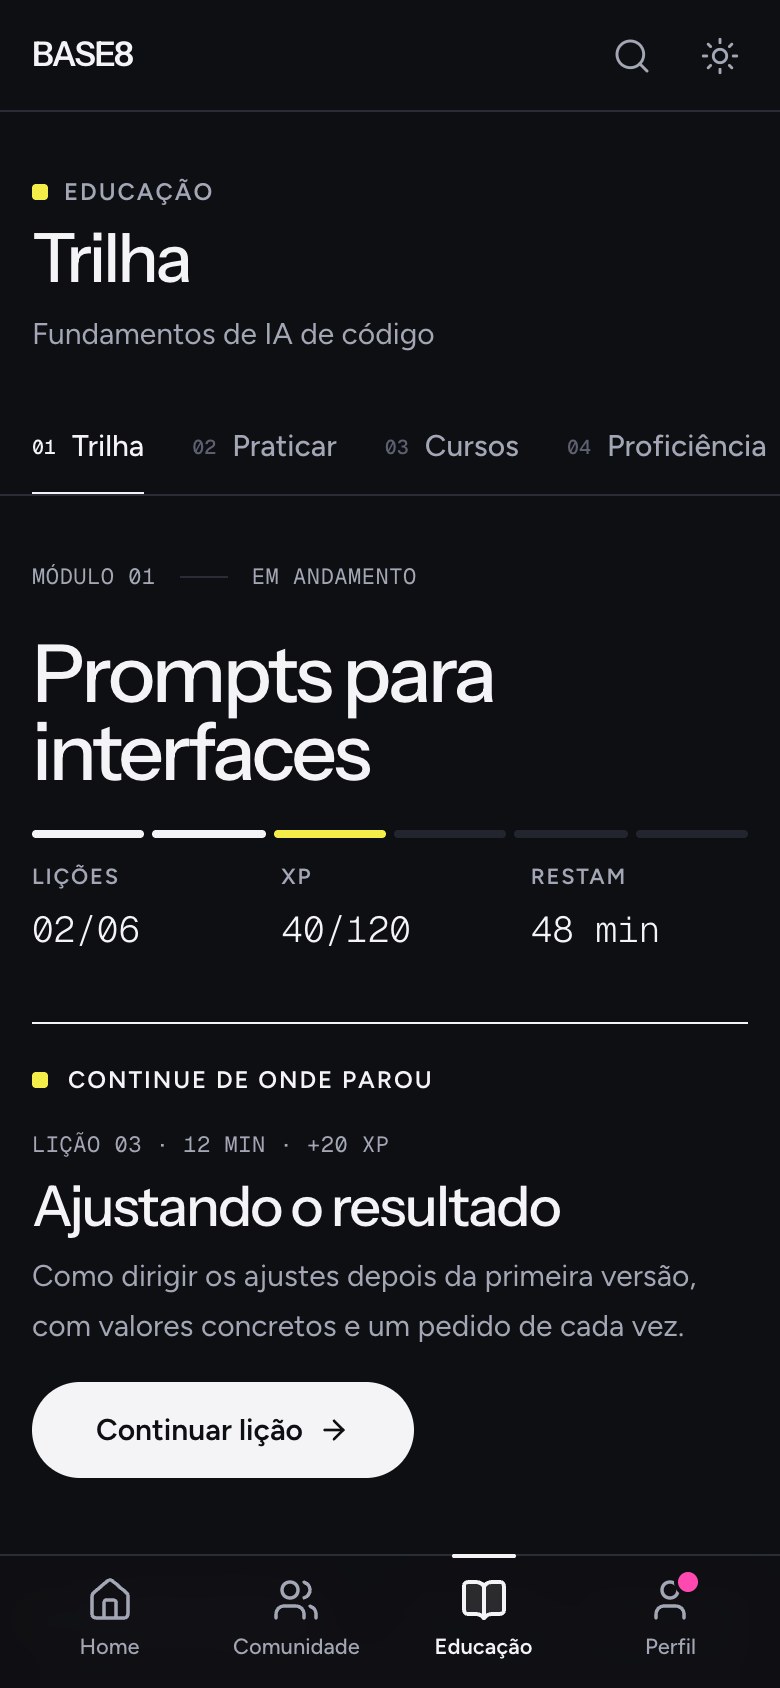 BASE8
EDUCAÇÃO
Trilha
Fundamentos de IA de código
01 Trilha 02 Praticar 03 Cursos 04 Proficiência
MÓDULO 01 EM ANDAMENTO
Prompts para
interfaces
LIÇÕES XP RESTAM
02/06 40/120 48 min
CONTINUE DE ONDE PAROU
LIÇÃO 03 · 12 MIN · +20 XP
Ajustando o resultado
Como dirigir os ajustes depois da primeira versão,
com valores concretos e um pedido de cada vez.
Continuar lição →
Home Comunidade Educação Perfil